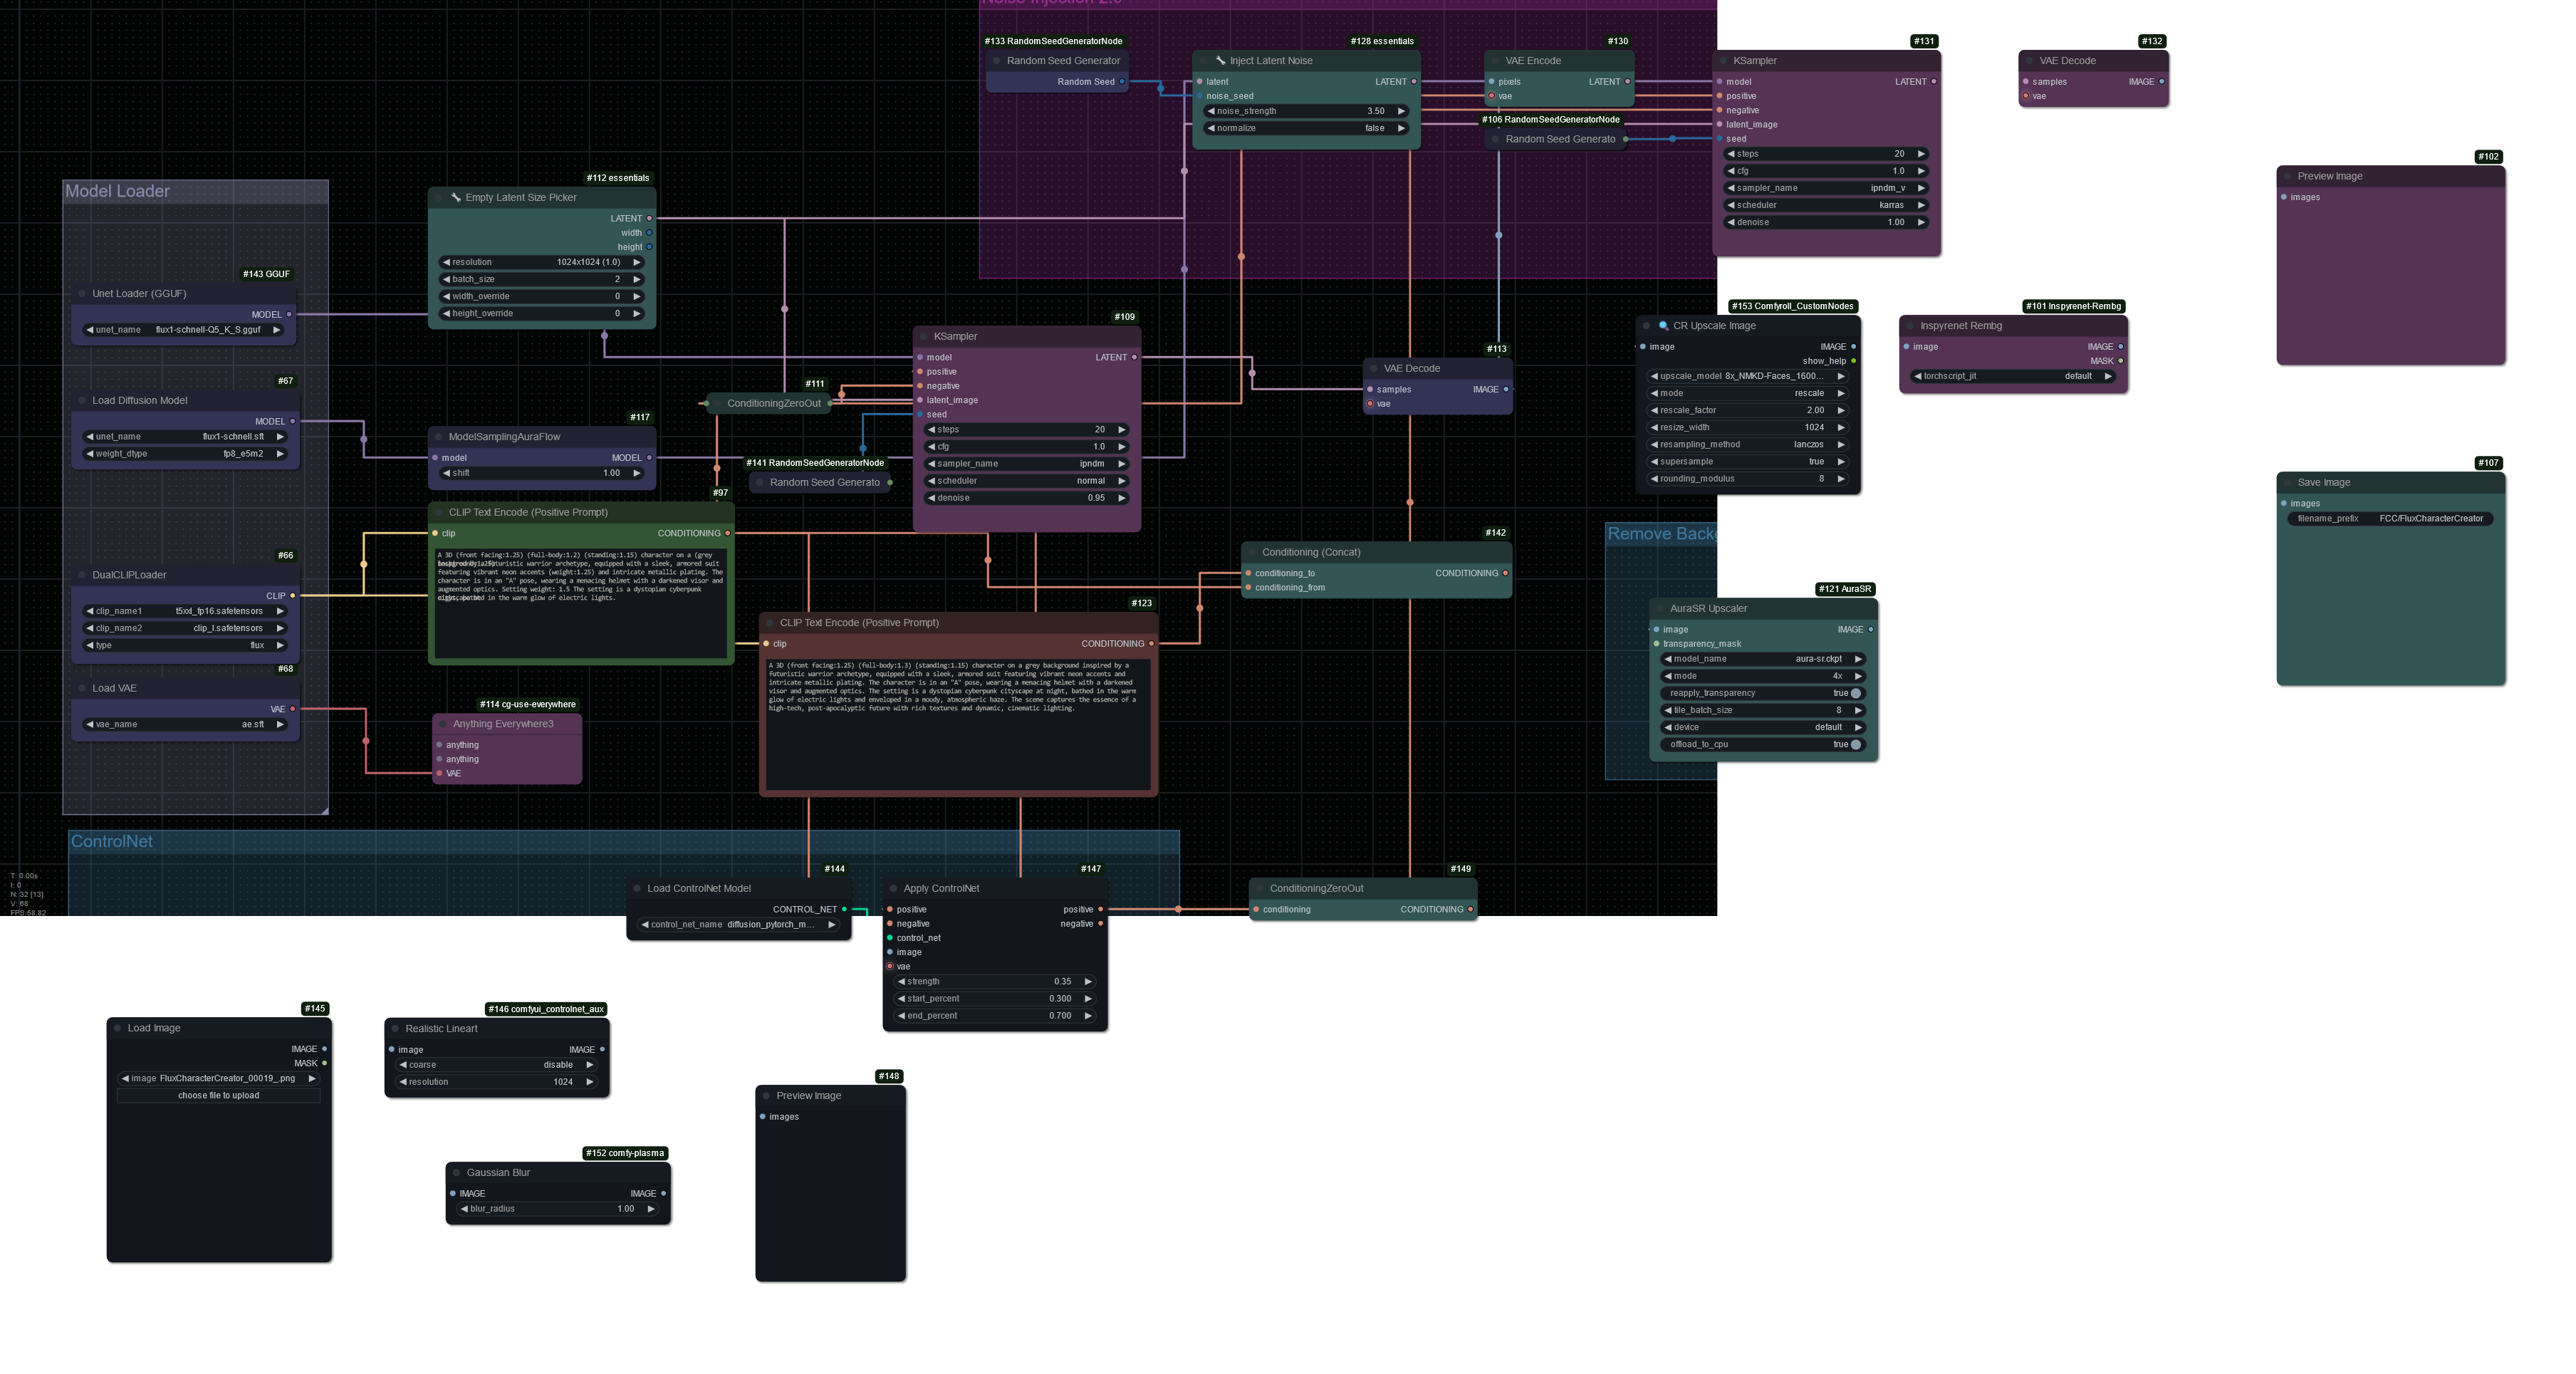 Noise Injection 2.0
#133 RandomSeedGeneratorNode
Random Seed Generator
Random Seed
#128 essentials
Inject Latent Noise
latent LATENT
noise_seed
noise_strength 3.50
normalize false
#130
VAE Encode
pixels LATENT
vae
#106 RandomSeedGeneratorNode
Random Seed Generato
#131
KSampler
model LATENT
positive
negative
latent_image
seed
steps 20
cfg 1.0
sampler_name ipndm_v
scheduler karras
denoise 1.00
#132
VAE Decode
samples IMAGE
vae
#102
Preview Image
images
Model Loader
#143 GGUF
Unet Loader (GGUF)
MODEL
unet_name flux1-schnell-Q5_K_S.gguf
#67
Load Diffusion Model
MODEL
unet_name flux1-schnell.sft
weight_dtype fp8_e5m2
#66
DualCLIPLoader
CLIP
clip_name1 t5xd_fp16.safetensors
clip_name2 clip_l.safetensors
type flux
#68
Load VAE
VAE
vae_name ae.sft
#112 essentials
Empty Latent Size Picker
LATENT
width
height
resolution 1024x1024 (1.0)
batch_size 2
width_override 0
height_override 0
#117
ModelSamplingAuraFlow
model MODEL
shift 1.00
#111
ConditioningZeroOut
#141 RandomSeedGeneratorNode
Random Seed Generato
#109
KSampler
model LATENT
positive
negative
latent_image
seed
steps 20
cfg 1.0
sampler_name ipndm
scheduler normal
denoise 0.95
#113
VAE Decode
samples IMAGE
vae
#153 Comfyroll_CustomNodes
CR Upscale Image
image IMAGE
show_help
upscale_model 8x_NMKD-Faces_1600...
mode rescale
rescale_factor 2.00
resize_width 1024
resampling_method lanczos
supersample true
rounding_modulus 8
#101 Inspyrenet-Rembg
Inspyrenet Rembg
image IMAGE
MASK
torchscript_jit default
#107
Save Image
images
filename_prefix FCC/FluxCharacterCreator
#97
CLIP Text Encode (Positive Prompt)
clip CONDITIONING
A 3D (front facing:1.25) (full-body:1.2) (standing:1.15) character on a (grey
futuristic warrior archetype, equipped with a sleek, armored suit
featuring vibrant neon accents (weight:1.25) and intricate metallic plating. The
character is in an "A" pose, wearing a menacing helmet with a darkened visor and
augmented optics. Setting weight: 1.5 The setting is a dystopian cyberpunk
in the warm glow of electric lights.
#142
Conditioning (Concat)
conditioning_to CONDITIONING
conditioning_from
#123
CLIP Text Encode (Positive Prompt)
clip CONDITIONING
A 3D (front facing:1.25) (full-body:1.3) (standing:1.15) character on a grey background inspired by a
futuristic warrior archetype, equipped with a sleek, armored suit featuring vibrant neon accents and
intricate metallic plating. The character is in an "A" pose, wearing a menacing helmet with a darkened
visor and augmented optics. The setting is a dystopian cyberpunk cityscape at night, bathed in the warm
glow of electric lights and enveloped in a moody, atmospheric haze. The scene captures the essence of a
high-tech, post-apocalyptic future with rich textures and dynamic, cinematic lighting.
Remove Backg
#121 AuraSR
AuraSR Upscaler
image IMAGE
transparency_mask
model_name aura-sr.ckpt
mode 4x
reapply_transparency true
tile_batch_size 8
device default
offload_to_cpu true
#114 cg-use-everywhere
Anything Everywhere3
anything
anything
VAE
ControlNet
T: 0.00s
I: 0
N: 32 [13]
V: 68
FPS:58.82
#144
Load ControlNet Model
CONTROL_NET
control_net_name diffusion_pytorch_m...
#147
Apply ControlNet
positive positive
negative negative
control_net
image
vae
strength 0.35
start_percent 0.300
end_percent 0.700
#149
ConditioningZeroOut
conditioning CONDITIONING
#145
Load Image
IMAGE
MASK
image FluxCharacterCreator_00019_.png
choose file to upload
#146 comfyui_controlnet_aux
Realistic Lineart
image IMAGE
coarse disable
resolution 1024
#152 comfy-plasma
Gaussian Blur
IMAGE IMAGE
blur_radius 1.00
#148
Preview Image
images